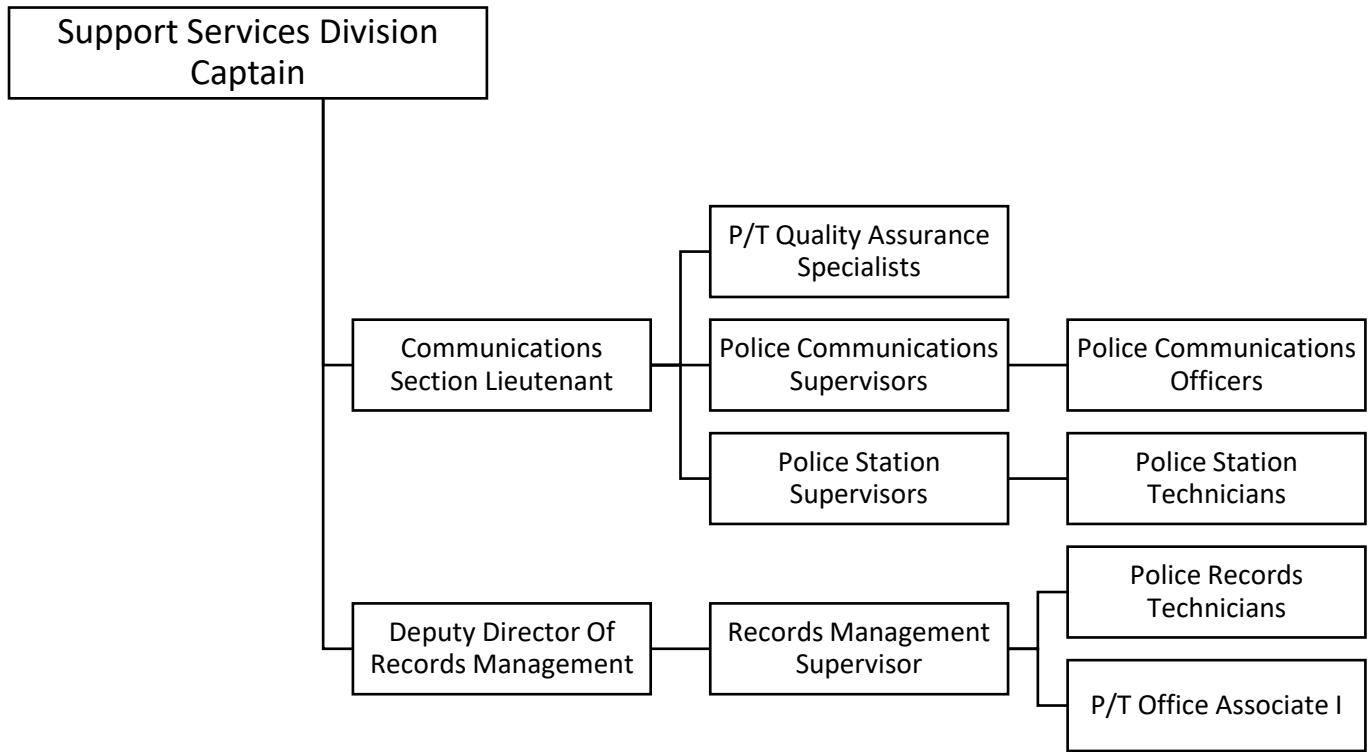 Support Services Division
Captain
P/T Quality Assurance
Specialists
Communications
Section Lieutenant
Police Communications
Supervisors
Police Communications
Officers
Police Station
Supervisors
Police Station
Technicians
Police Records
Technicians
Deputy Director Of
Records Management
Records Management
Supervisor
P/T Office Associate I